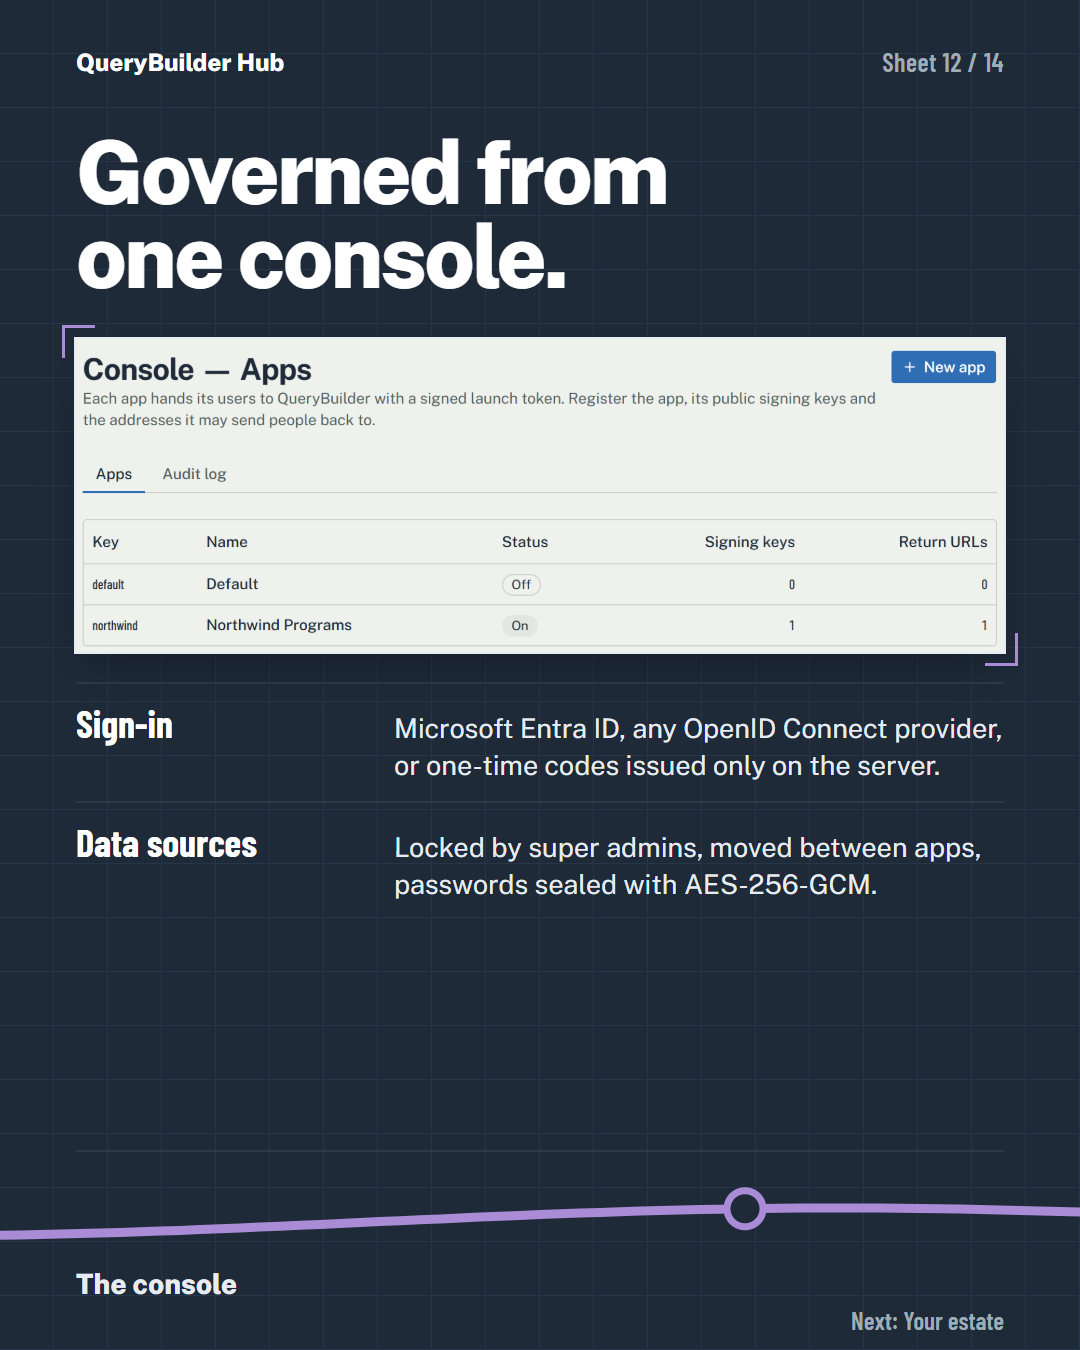 QueryBuilder Hub
Sheet 12 / 14
Governed from
one console.
Console — Apps
+ New app
Each app hands its users to QueryBuilder with a signed launch token. Register the app, its public signing keys and
the addresses it may send people back to.
Apps Audit log
Key Name Status Signing keys Return URLs
default Default Off 0 0
northwind Northwind Programs On 1 1
Sign-in
Microsoft Entra ID, any OpenID Connect provider,
or one-time codes issued only on the server.
Data sources
Locked by super admins, moved between apps,
passwords sealed with AES-256-GCM.
The console
Next: Your estate